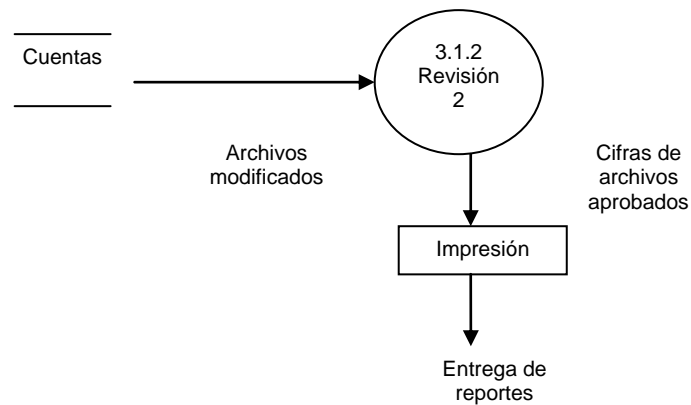 Cuentas
3.1.2
Revisión
2
Archivos
modificados
Cifras de
archivos
aprobados
Impresión
Entrega de
reportes